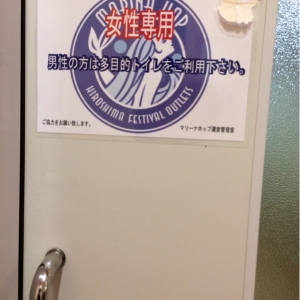 MARINA HOP
女性専用
男性の方は多目的トイレをご利用下さい。
HIROSHIMA FESTIVAL OUTLETS
ご協力をお願い致します。
マリーナホップ運営管理室